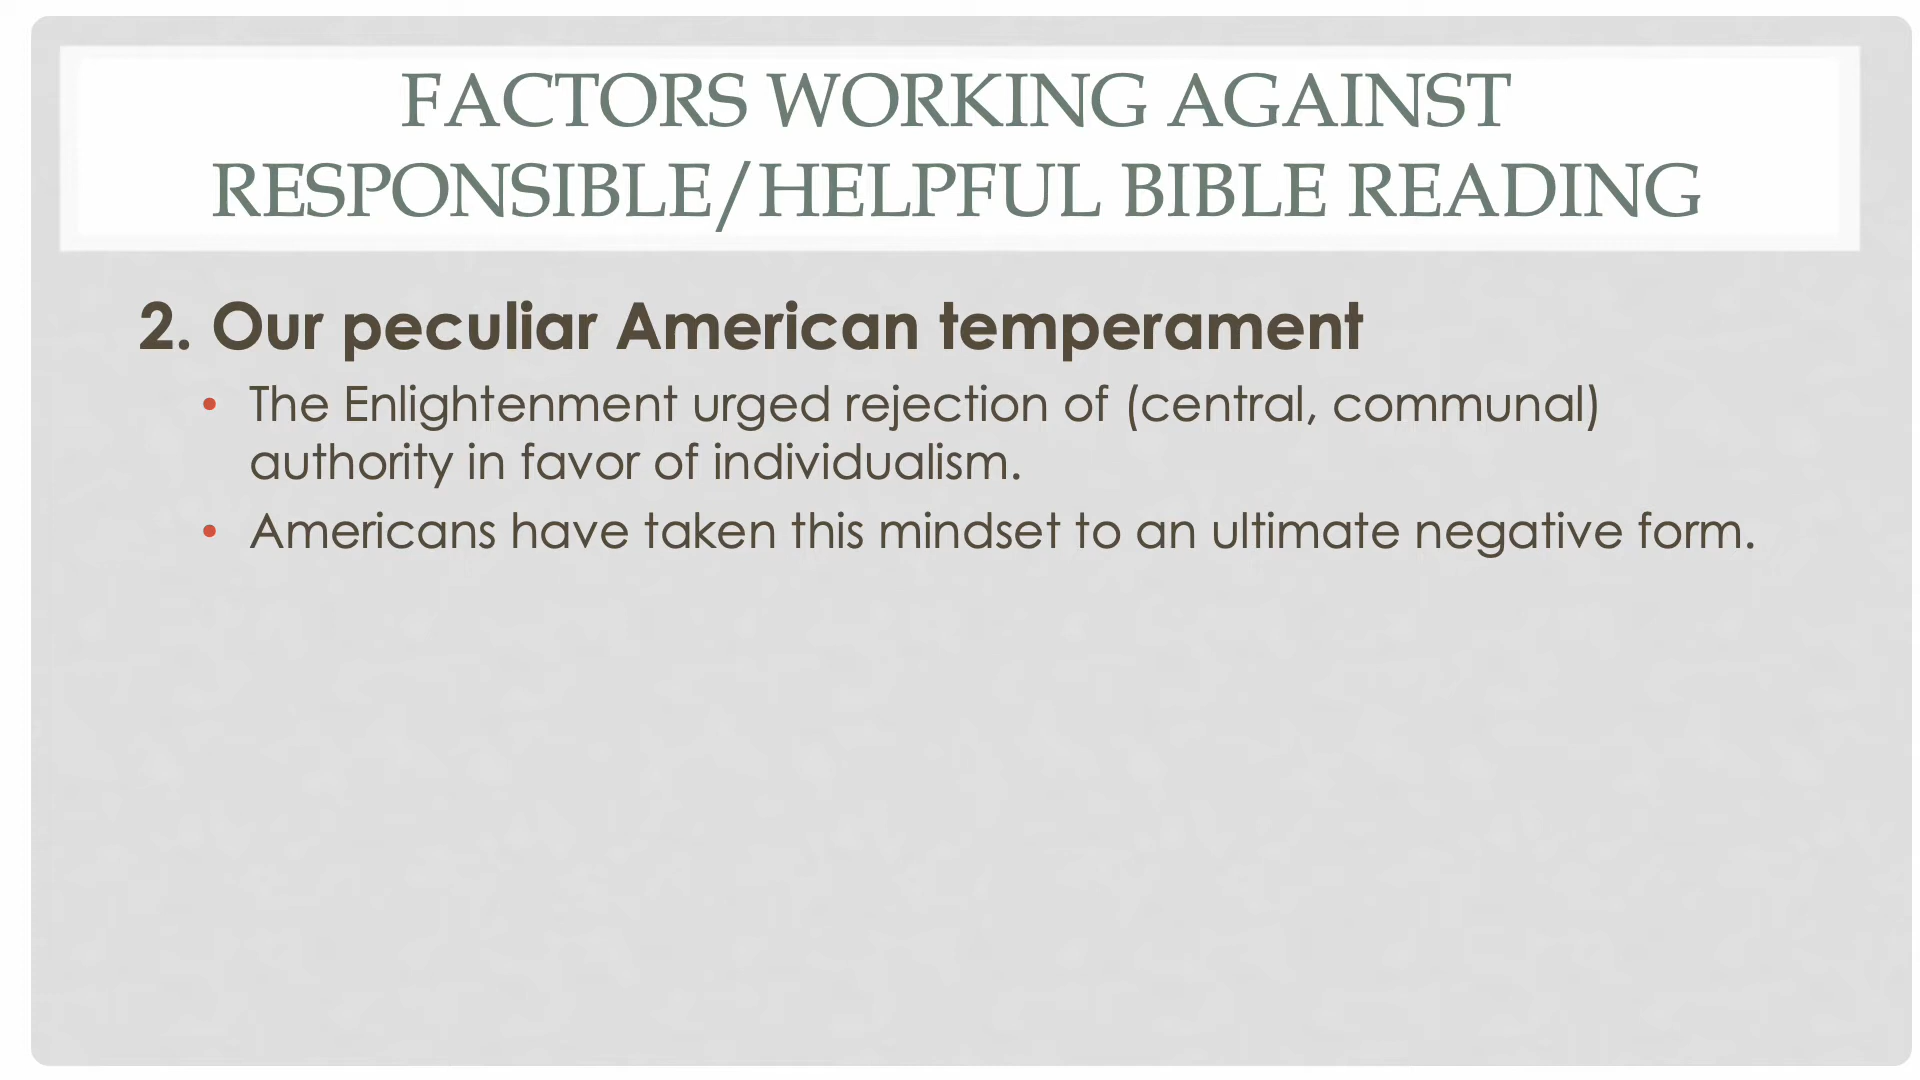 FACTORS WORKING AGAINST
RESPONSIBLE/HELPFUL BIBLE READING
2. Our peculiar American temperament
• The Enlightenment urged rejection of (central, communal)
authority in favor of individualism.
• Americans have taken this mindset to an ultimate negative form.